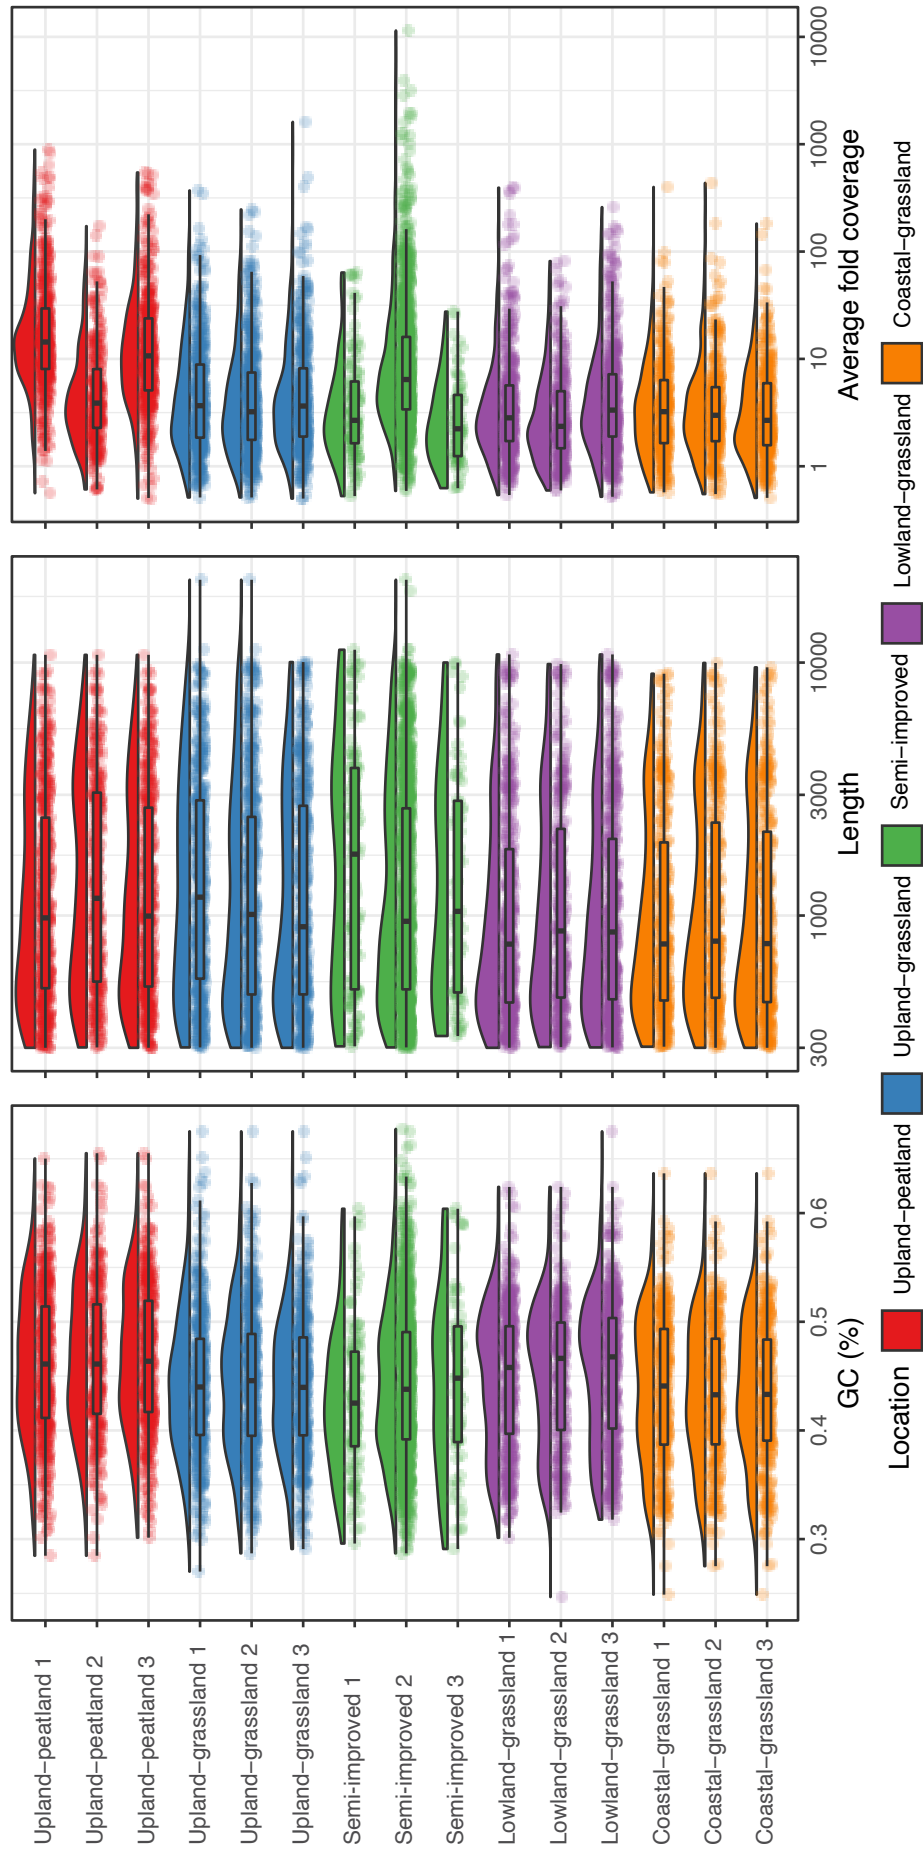 Upland−peatland 1
Upland−peatland 2
Upland−peatland 3
Upland−grassland 1
Upland−grassland 2
Upland−grassland 3
Semi−improved 1
Semi−improved 2
Semi−improved 3
Lowland−grassland 1
Lowland−grassland 2
Lowland−grassland 3
Coastal−grassland 1
Coastal−grassland 2
Coastal−grassland 3
0.3 0.4 0.5 0.6
GC (%)
300 1000 3000 10000
Length
1 10 100 1000 10000
Average fold coverage
Location Upland−peatland Upland−grassland Semi−improved Lowland−grassland Coastal−grassland